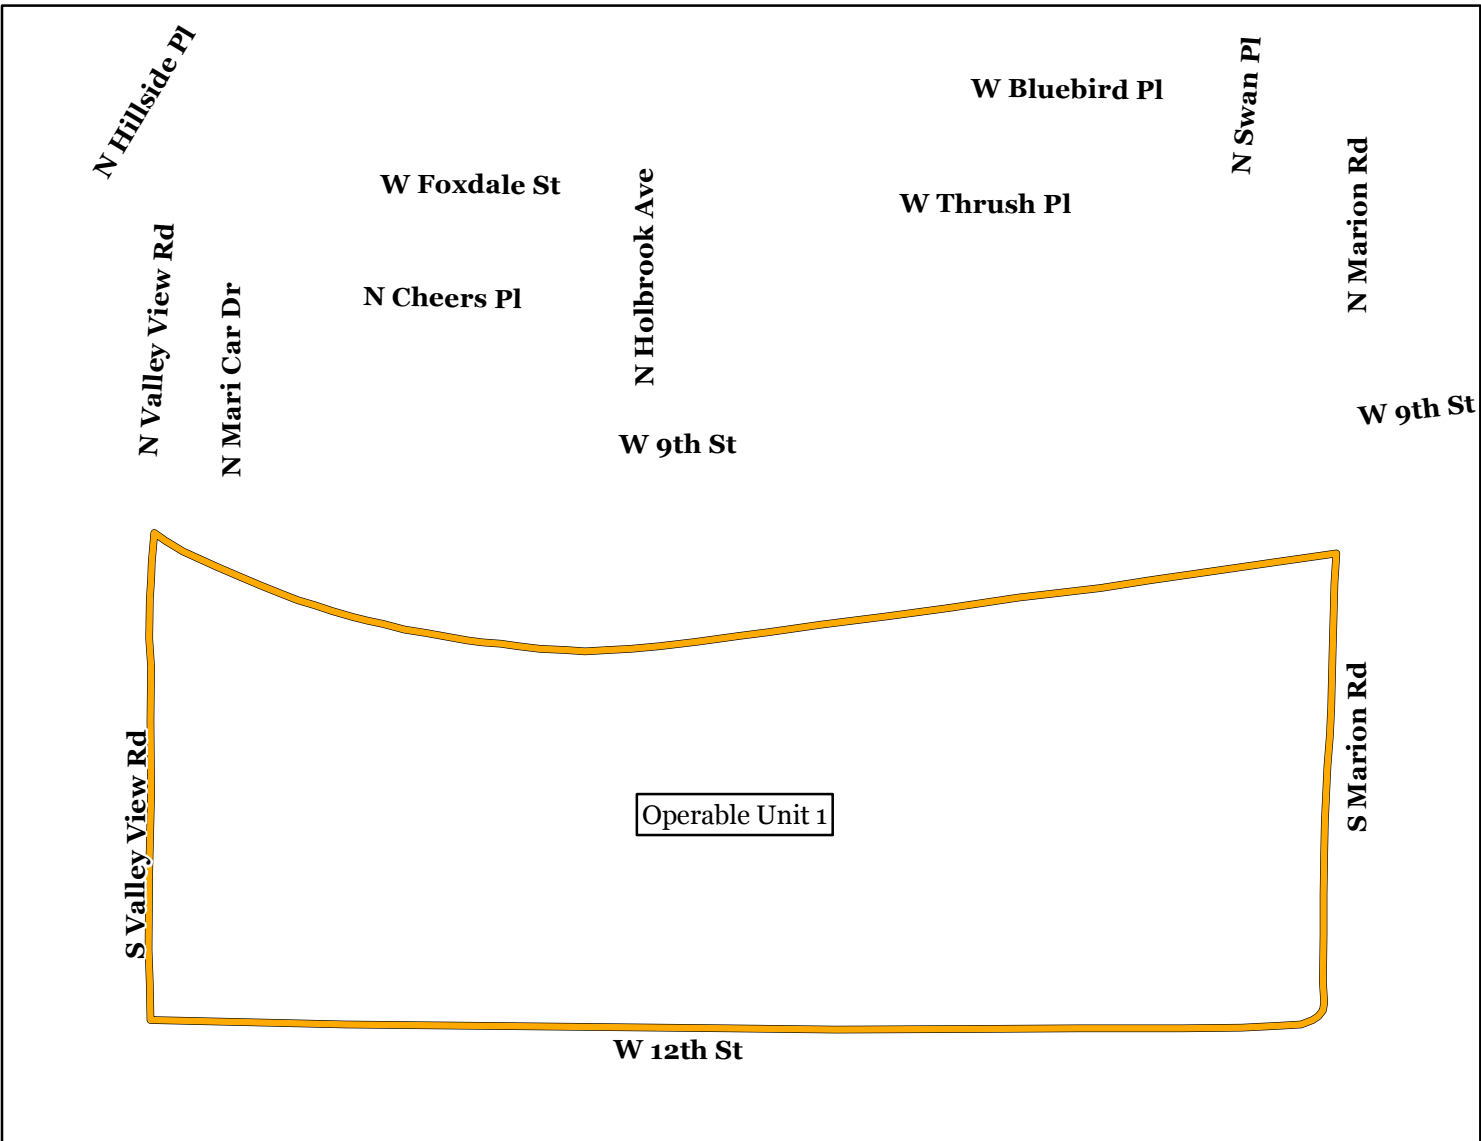 N Hillside Pl
W Bluebird Pl
N Swan Pl
W Foxdale St
N Holbrook Ave
W Thrush Pl
N Marion Rd
N Valley View Rd
N Mari Car Dr
N Cheers Pl
W 9th St
W 9th St
S Valley View Rd
Operable Unit 1
S Marion Rd
W 12th St